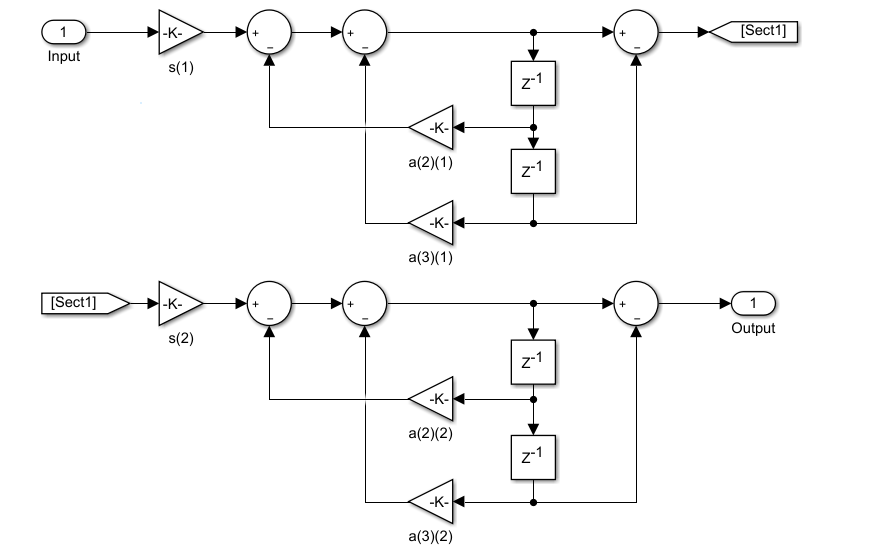 1 -K- + − + − + − [Sect1]
Input s(1)
Z-1
-K-
a(2)(1)
Z-1
-K-
a(3)(1)
[Sect1] -K- + − + − + − 1
s(2) Output
Z-1
-K-
a(2)(2)
Z-1
-K-
a(3)(2)